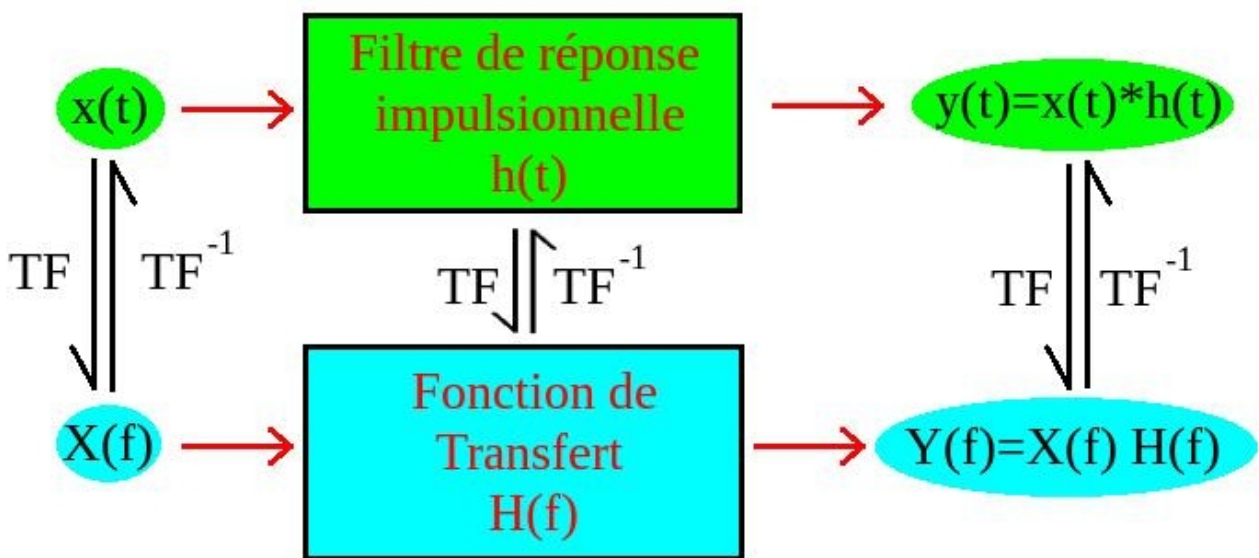 x(t)
Filtre de réponse
impulsionnelle
h(t)
y(t)=x(t)*h(t)
TF
TF-1
TF
TF-1
TF
TF-1
X(f)
Fonction de
Transfert
H(f)
Y(f)=X(f) H(f)